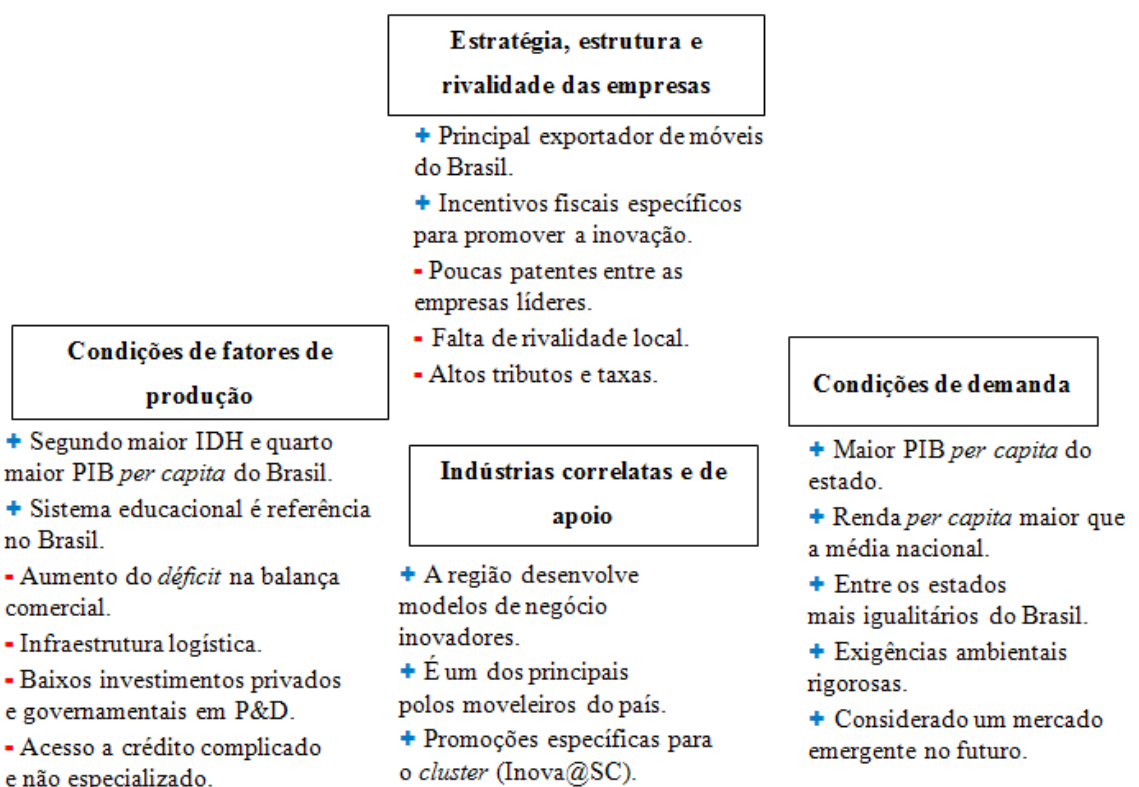 Estratégia, estrutura e
rivalidade das empresas
+ Principal exportador de móveis
do Brasil.
+ Incentivos fiscais específicos
para promover a inovação.
- Poucas patentes entre as
empresas líderes.
- Falta de rivalidade local.
- Altos tributos e taxas.
Condições de fatores de
produção
+ Segundo maior IDH e quarto
maior PIB per capita do Brasil.
+ Sistema educacional é referência
no Brasil.
- Aumento do déficit na balança
comercial.
- Infraestrutura logística.
- Baixos investimentos privados
e governamentais em P&D.
- Acesso a crédito complicado
e não especializado.
Indústrias correlatas e de
apoio
+ A região desenvolve
modelos de negócio
inovadores.
+ É um dos principais
polos moveleiros do país.
+ Promoções específicas para
o cluster (Inova@SC).
Condições de demanda
+ Maior PIB per capita do
estado.
+ Renda per capita maior que
a média nacional.
+ Entre os estados
mais igualitários do Brasil.
+ Exigências ambientais
rigorosas.
+ Considerado um mercado
emergente no futuro.